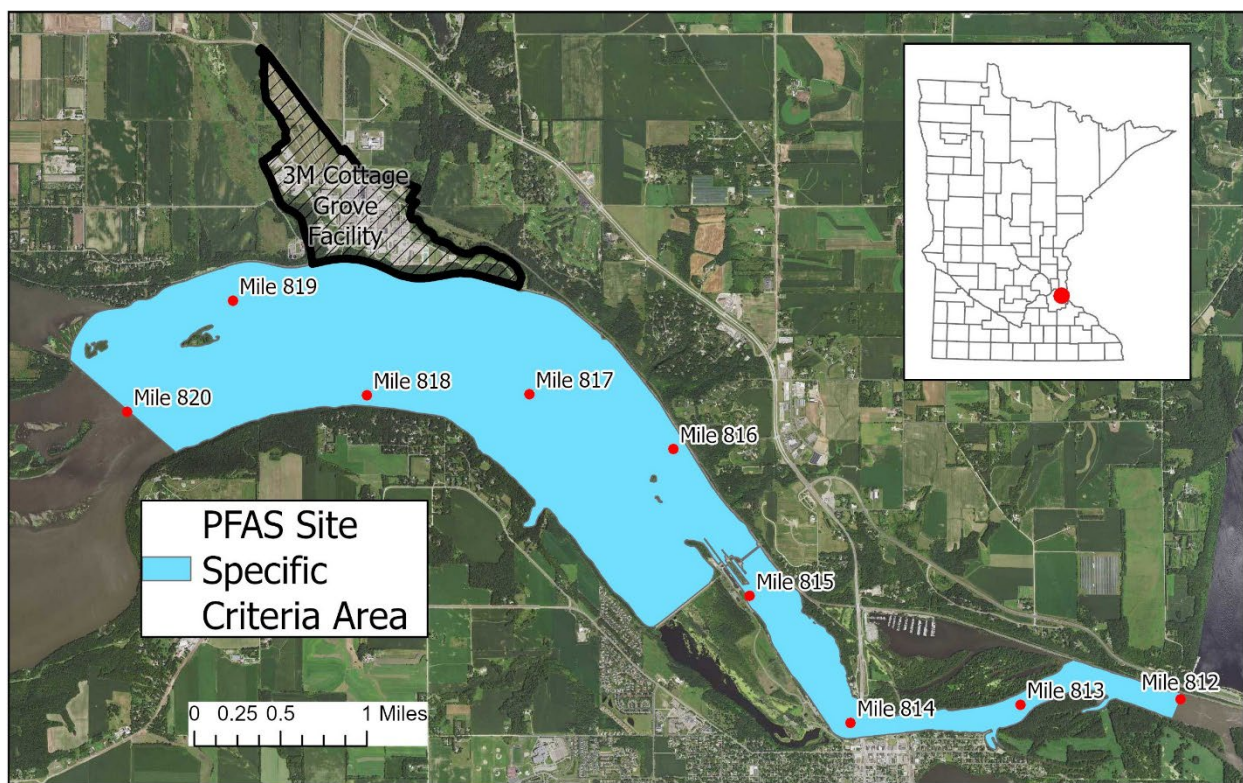 3M Cottage
Grove
Facility
Mile 819
Mile 820
Mile 818
Mile 817
Mile 816
Mile 815
Mile 814
Mile 813
Mile 812
PFAS Site
Specific
Criteria Area
0 0.25 0.5 1 Miles